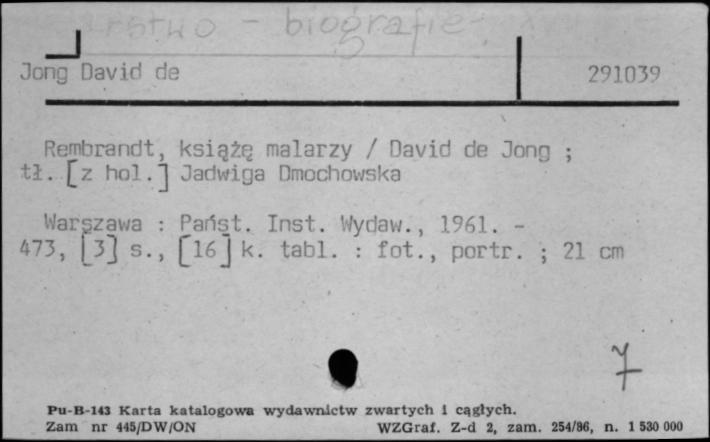 - biografie
Jong David de 291039
Rembrandt, książę malarzy / David de Jong ;
tł. [z hol.] Jadwiga Dmochowska
Warszawa : Państ. Inst. Wydaw., 1961. -
473, [3] s., [16] k. tabl. : fot., portr. ; 21 cm
7
Pu-B-143 Karta katalogowa wydawnictw zwartych i cągłych.
Zam nr 445/DW/ON WZGraf. Z-d 2, zam. 254/86, n. 1 530 000